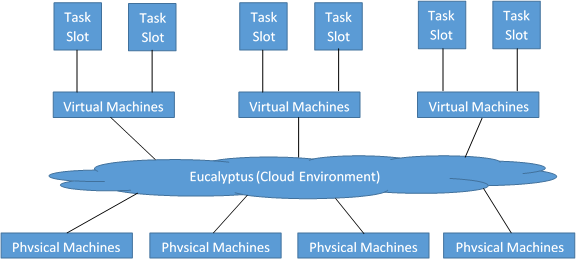 Task
Slot
Task
Slot
Task
Slot
Task
Slot
Task
Slot
Task
Slot
Virtual Machines
Virtual Machines
Virtual Machines
Eucalyptus (Cloud Environment)
Physical Machines
Physical Machines
Physical Machines
Physical Machines